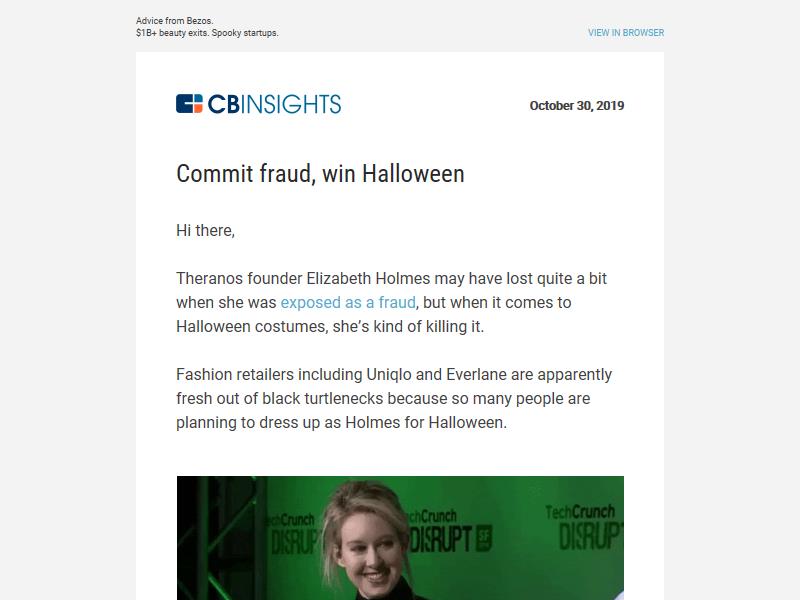 Advice from Bezos.
$1B+ beauty exits. Spooky startups.
VIEW IN BROWSER
CBINSIGHTS
October 30, 2019
Commit fraud, win Halloween
Hi there,
Theranos founder Elizabeth Holmes may have lost quite a bit
when she was exposed as a fraud, but when it comes to
Halloween costumes, she's kind of killing it.
Fashion retailers including Uniqlo and Everlane are apparently
fresh out of black turtlenecks because so many people are
planning to dress up as Holmes for Halloween.
echCrunch
DISRUP
chCrunch
DISRUPT SF
TechCrunch
DISRUP